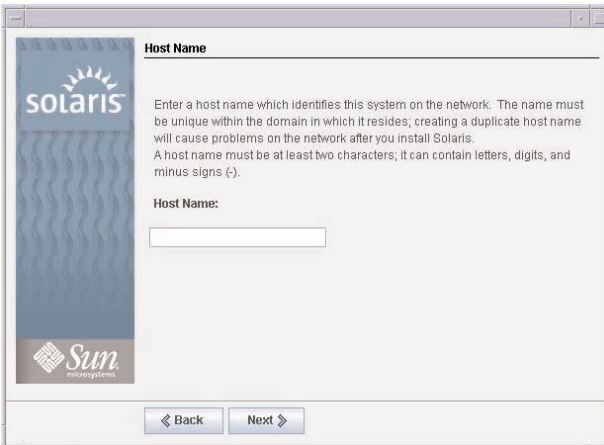 Host Name
solaris
Enter a host name which identifies this system on the network. The name must
be unique within the domain in which it resides; creating a duplicate host name
will cause problems on the network after you install Solaris.
A host name must be at least two characters; it can contain letters, digits, and
minus signs (-).
Host Name:
Sun
microsystems
Back
Next